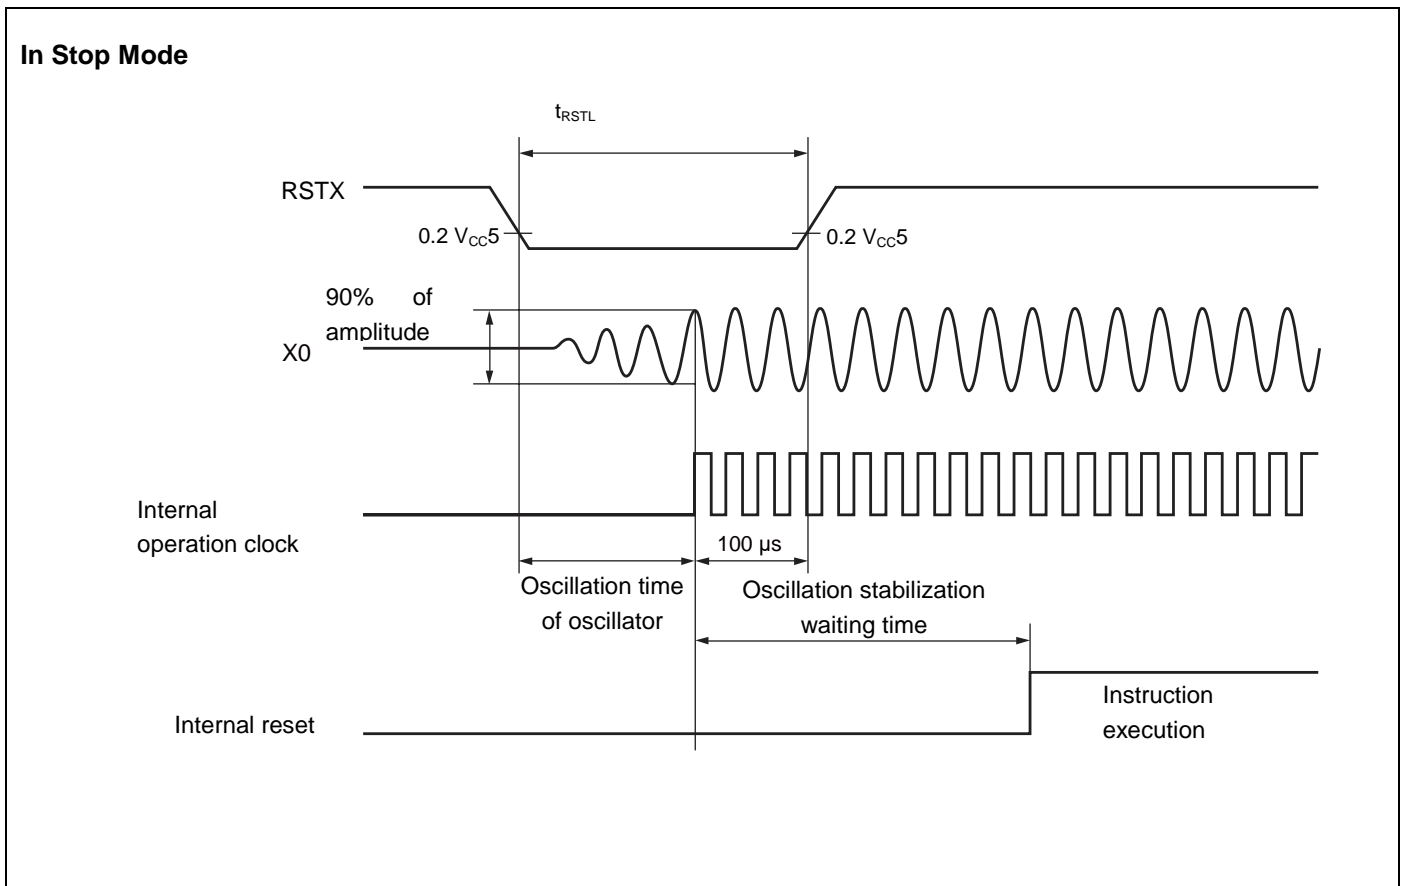 In Stop Mode
tRSTL
RSTX
0.2 VCC5
0.2 VCC5
90% of
amplitude
X0
Internal
operation clock
100 µs
Oscillation time
of oscillator
Oscillation stabilization
waiting time
Internal reset
Instruction
execution